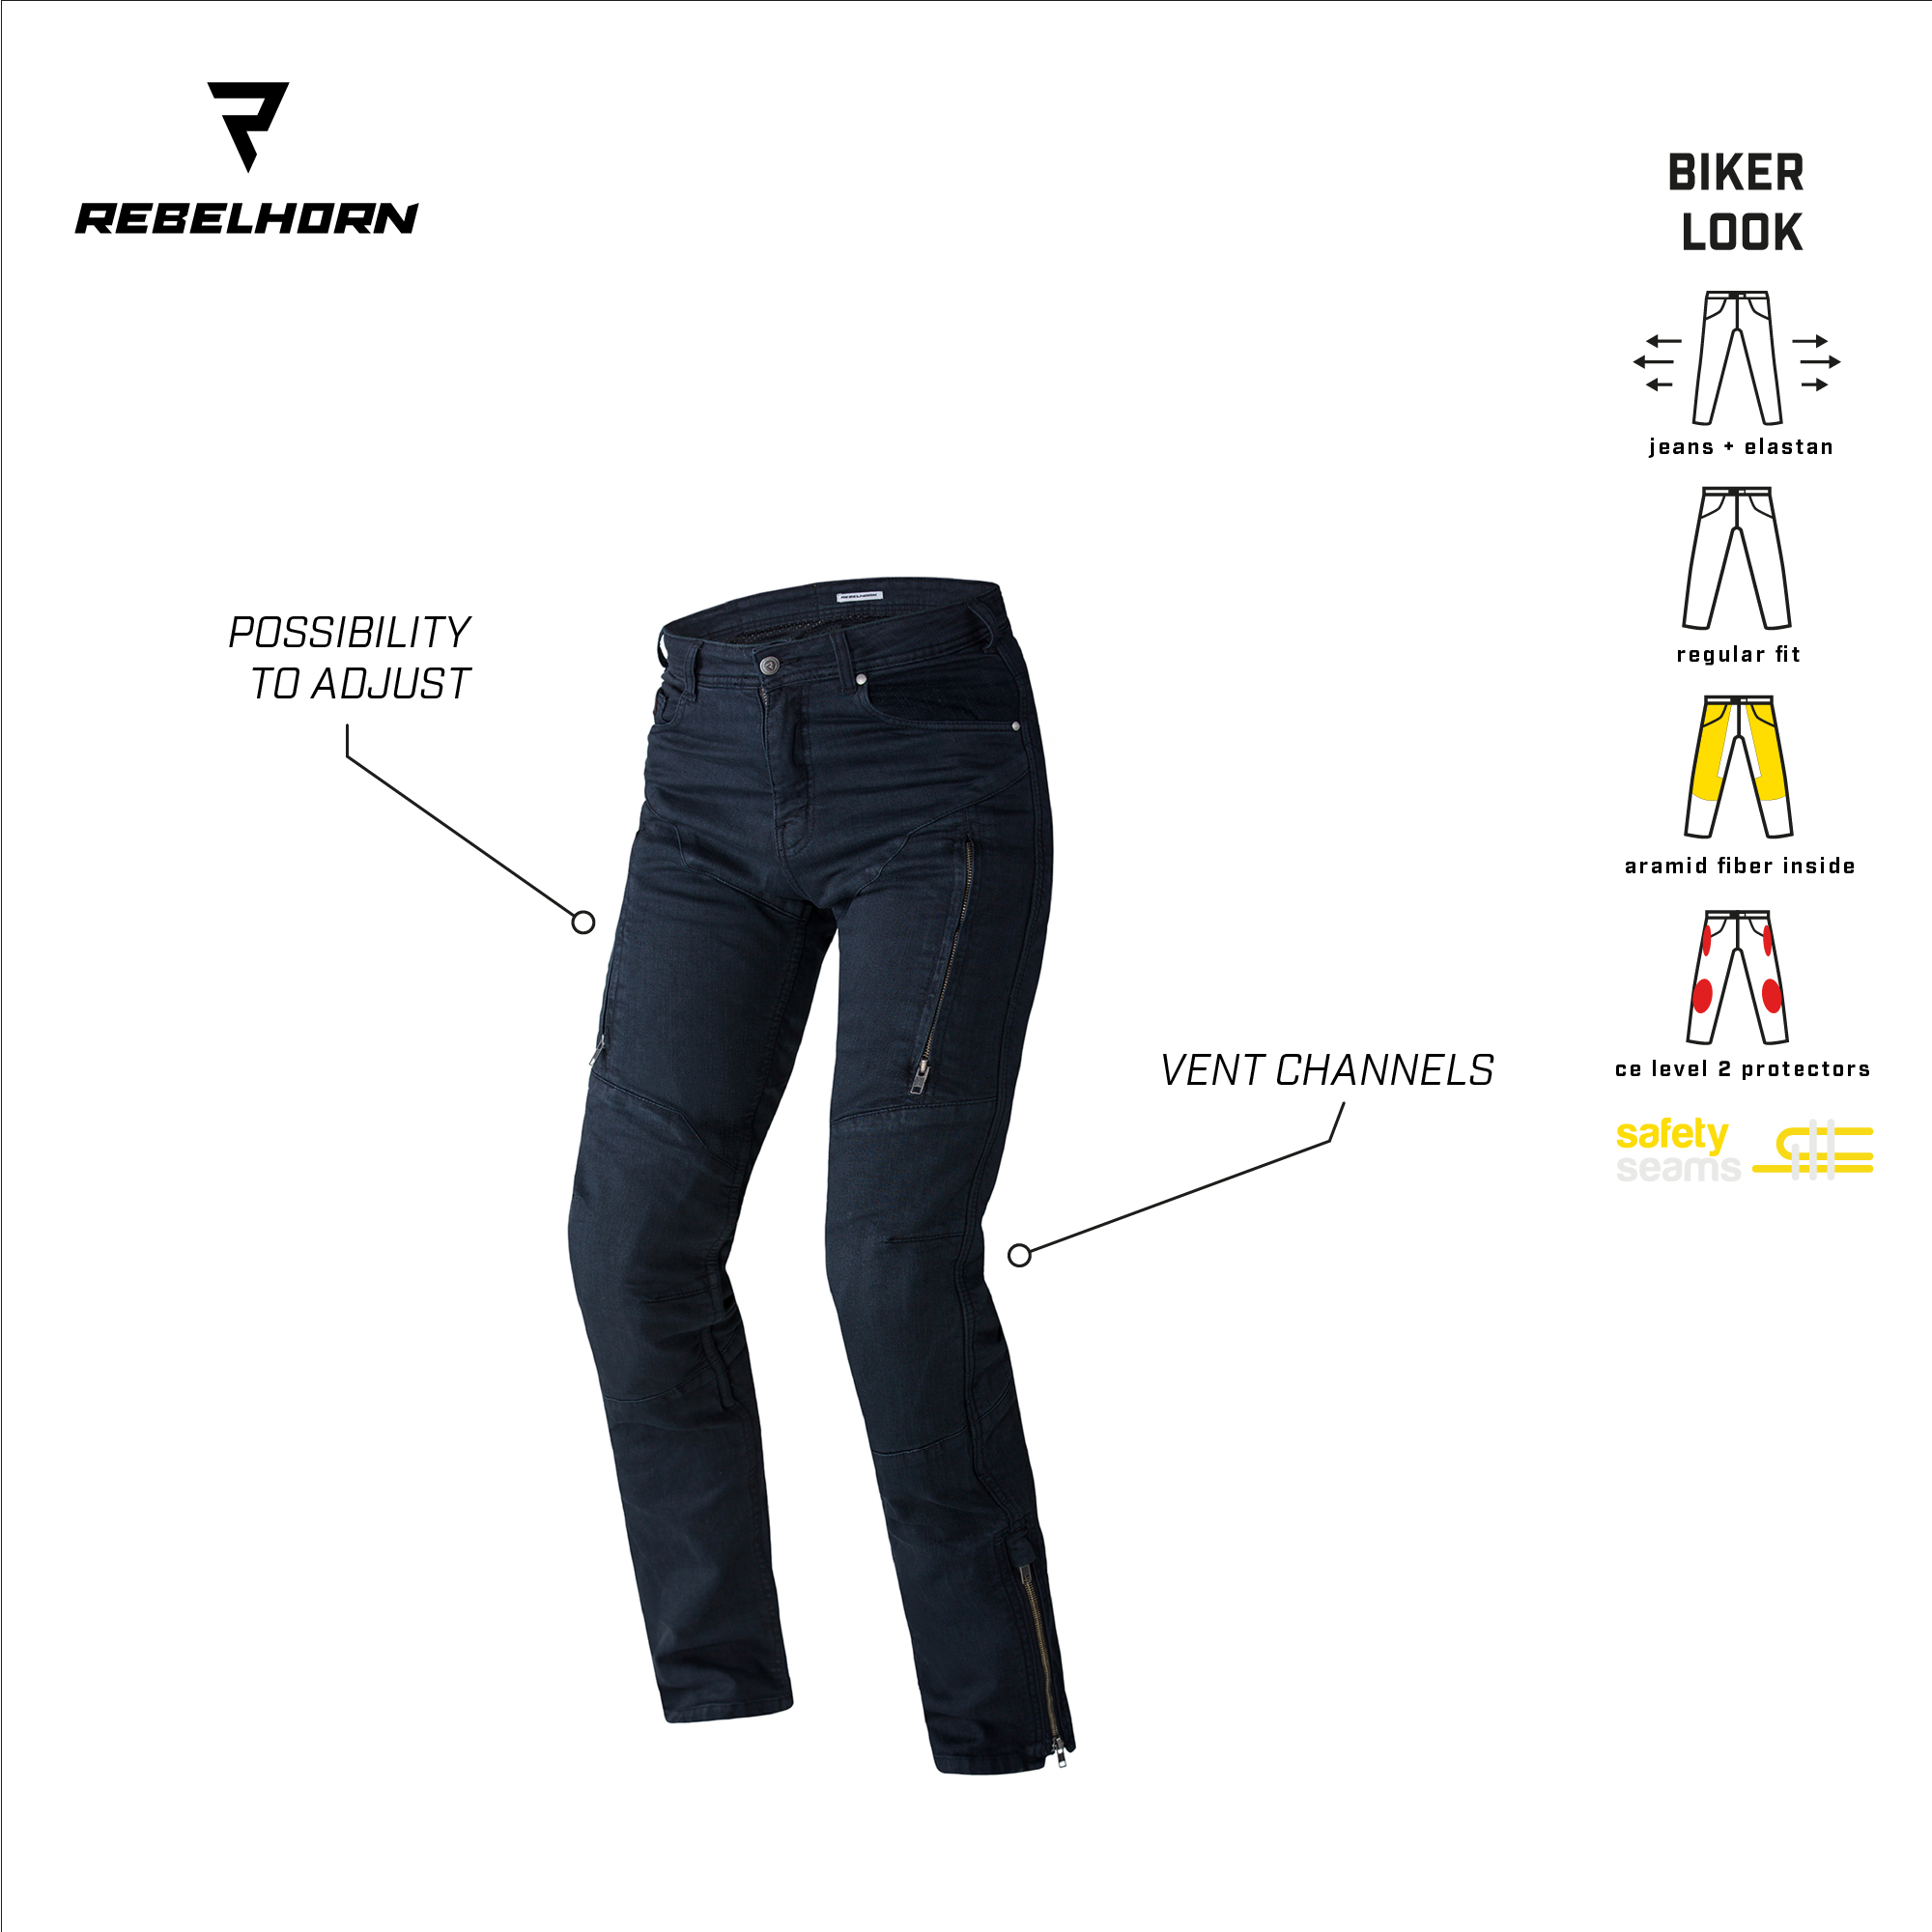 REBELHORN
BIKER
LOOK
jeans + elastan
regular fit
aramid fiber inside
ce level 2 protectors
safety
seams
POSSIBILITY
TO ADJUST
REBELHORN
VENT CHANNELS